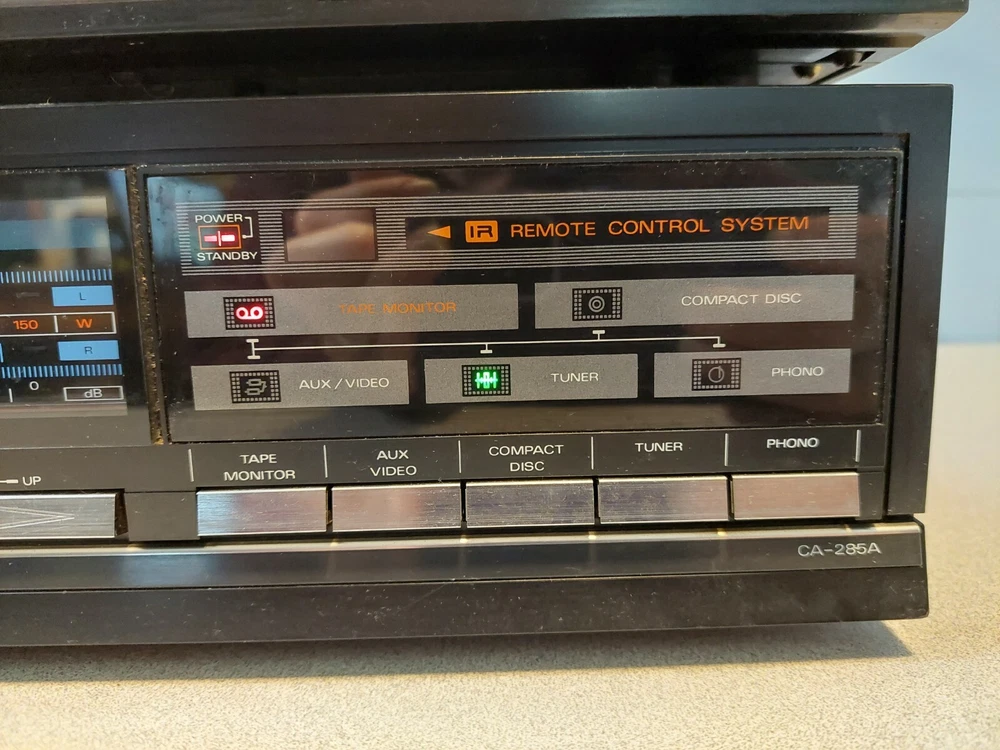 POWER
STANDBY
IR REMOTE CONTROL SYSTEM
TAPE MONITOR
COMPACT DISC
AUX / VIDEO
TUNER
PHONO
L
150 W
R
0 dB
UP
TAPE
MONITOR
AUX
VIDEO
COMPACT
DISC
TUNER
PHONO
CA-285A